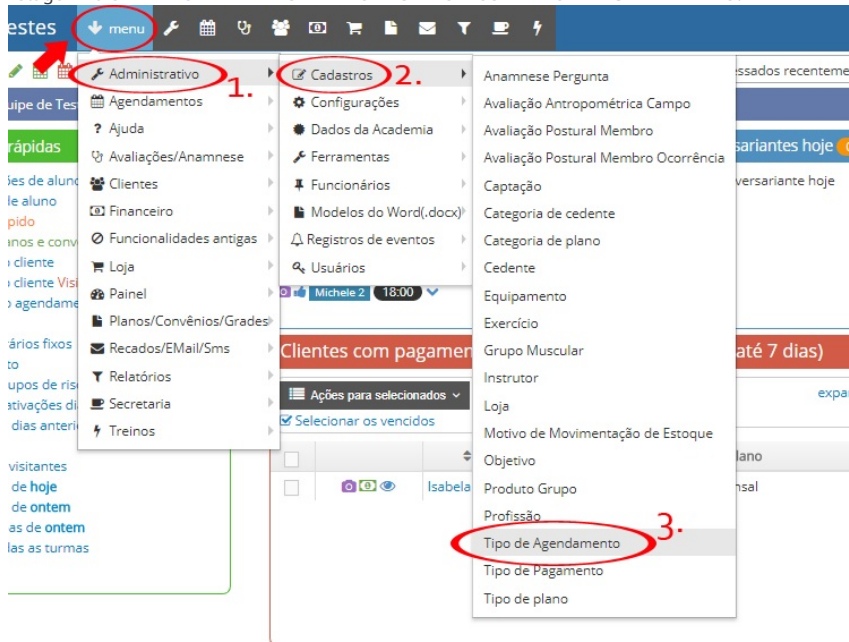 estes
menu
1.
2.
3.
Administrativo
Agendamentos
Ajuda
Avaliações/Anamnese
Clientes
Financeiro
Funcionalidades antigas
Loja
Painel
Planos/Convênios/Grades
Recados/EMail/Sms
Relatórios
Secretaria
Treinos
Cadastros
Configurações
Dados da Academia
Ferramentas
Funcionários
Modelos do Word(.docx)
Registros de eventos
Usuários
Anamnese Pergunta
Avaliação Antropométrica Campo
Avaliação Postural Membro
Avaliação Postural Membro Ocorrência
Captação
Categoria de cedente
Categoria de plano
Cedente
Equipamento
Exercício
Grupo Muscular
Instrutor
Loja
Motivo de Movimentação de Estoque
Objetivo
Produto Grupo
Profissão
Tipo de Agendamento
Tipo de Pagamento
Tipo de plano
essados recenteme
uipe de Tes
rápidas
ões de aluno
de aluno
pido
anos e conv
cliente
cliente Visi
agendame
ários fixos
to
upos de ris
ativações di
dias anteri
visitantes
de hoje
de ontem
as de ontem
das as turmas
sariantes hoje
versariante hoje
Michele 2 18:00
Clientes com pagamen
até 7 dias)
Ações para selecionados
expar
Selecionar os vencidos
lano
Isabela
nsal